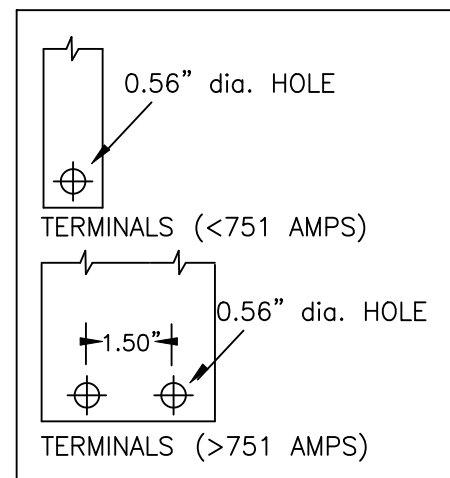 0.56” dia. HOLE
TERMINALS (<751 AMPS)
0.56” dia. HOLE
1.50”
TERMINALS (>751 AMPS)